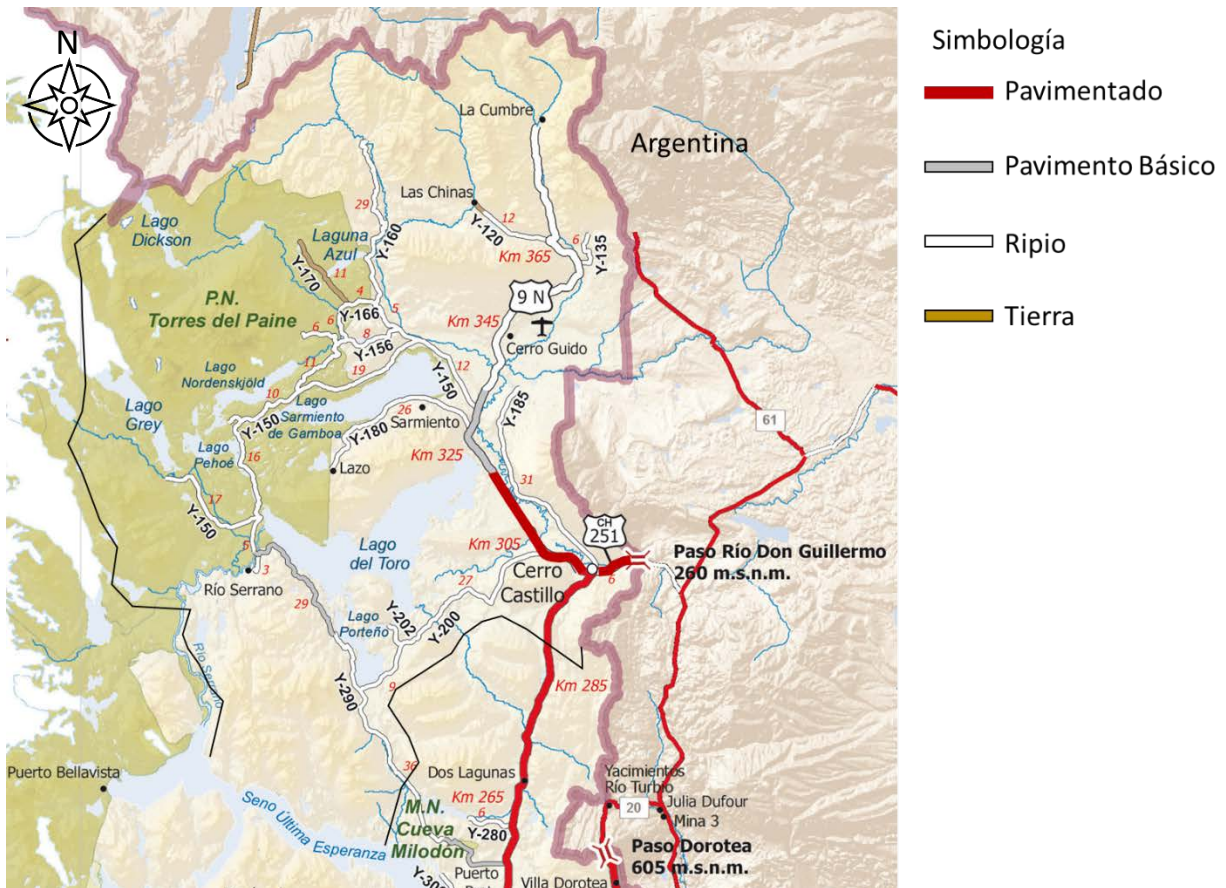 N
La Cumbre
Argentina
Las Chinas
12
Y-120
29
Y-160
Lago
Dickson
Laguna
Azul
Km 365
6
Y-135
Y-170
11
9 N
4
Y-166
5
P.N.
Torres del Paine
6
6
8
Y-156
Km 345
Cerro Guido
11
19
12
Y-150
Lago
Nordenskjöld
10
Lago
Sarmiento
de Gamboa
26
Sarmiento
Y-185
61
Lago
Grey
Y-150
Y-180
Lago
Pehoé
16
Lazo
Km 325
17
31
Y-150
CH
251
Lago
del Toro
Km 305
Paso Río Don Guillermo
260 m.s.n.m.
5
3
Río Serrano
Cerro
Castillo
6
27
29
Lago
Porteño
Y-202
Y-200
Río Serrano
Y-290
9
Km 285
Puerto Bellavista
36
Dos Lagunas
Yacimientos
Río Turbio
Km 265
6
20
Julia Dufour
Mina 3
M.N.
Cueva
Milodón
Y-280
Seno Última Esperanza
Paso Dorotea
605 m.s.n.m.
Puerto
Villa Dorotea
Simbología
Pavimentado
Pavimento Básico
Ripio
Tierra